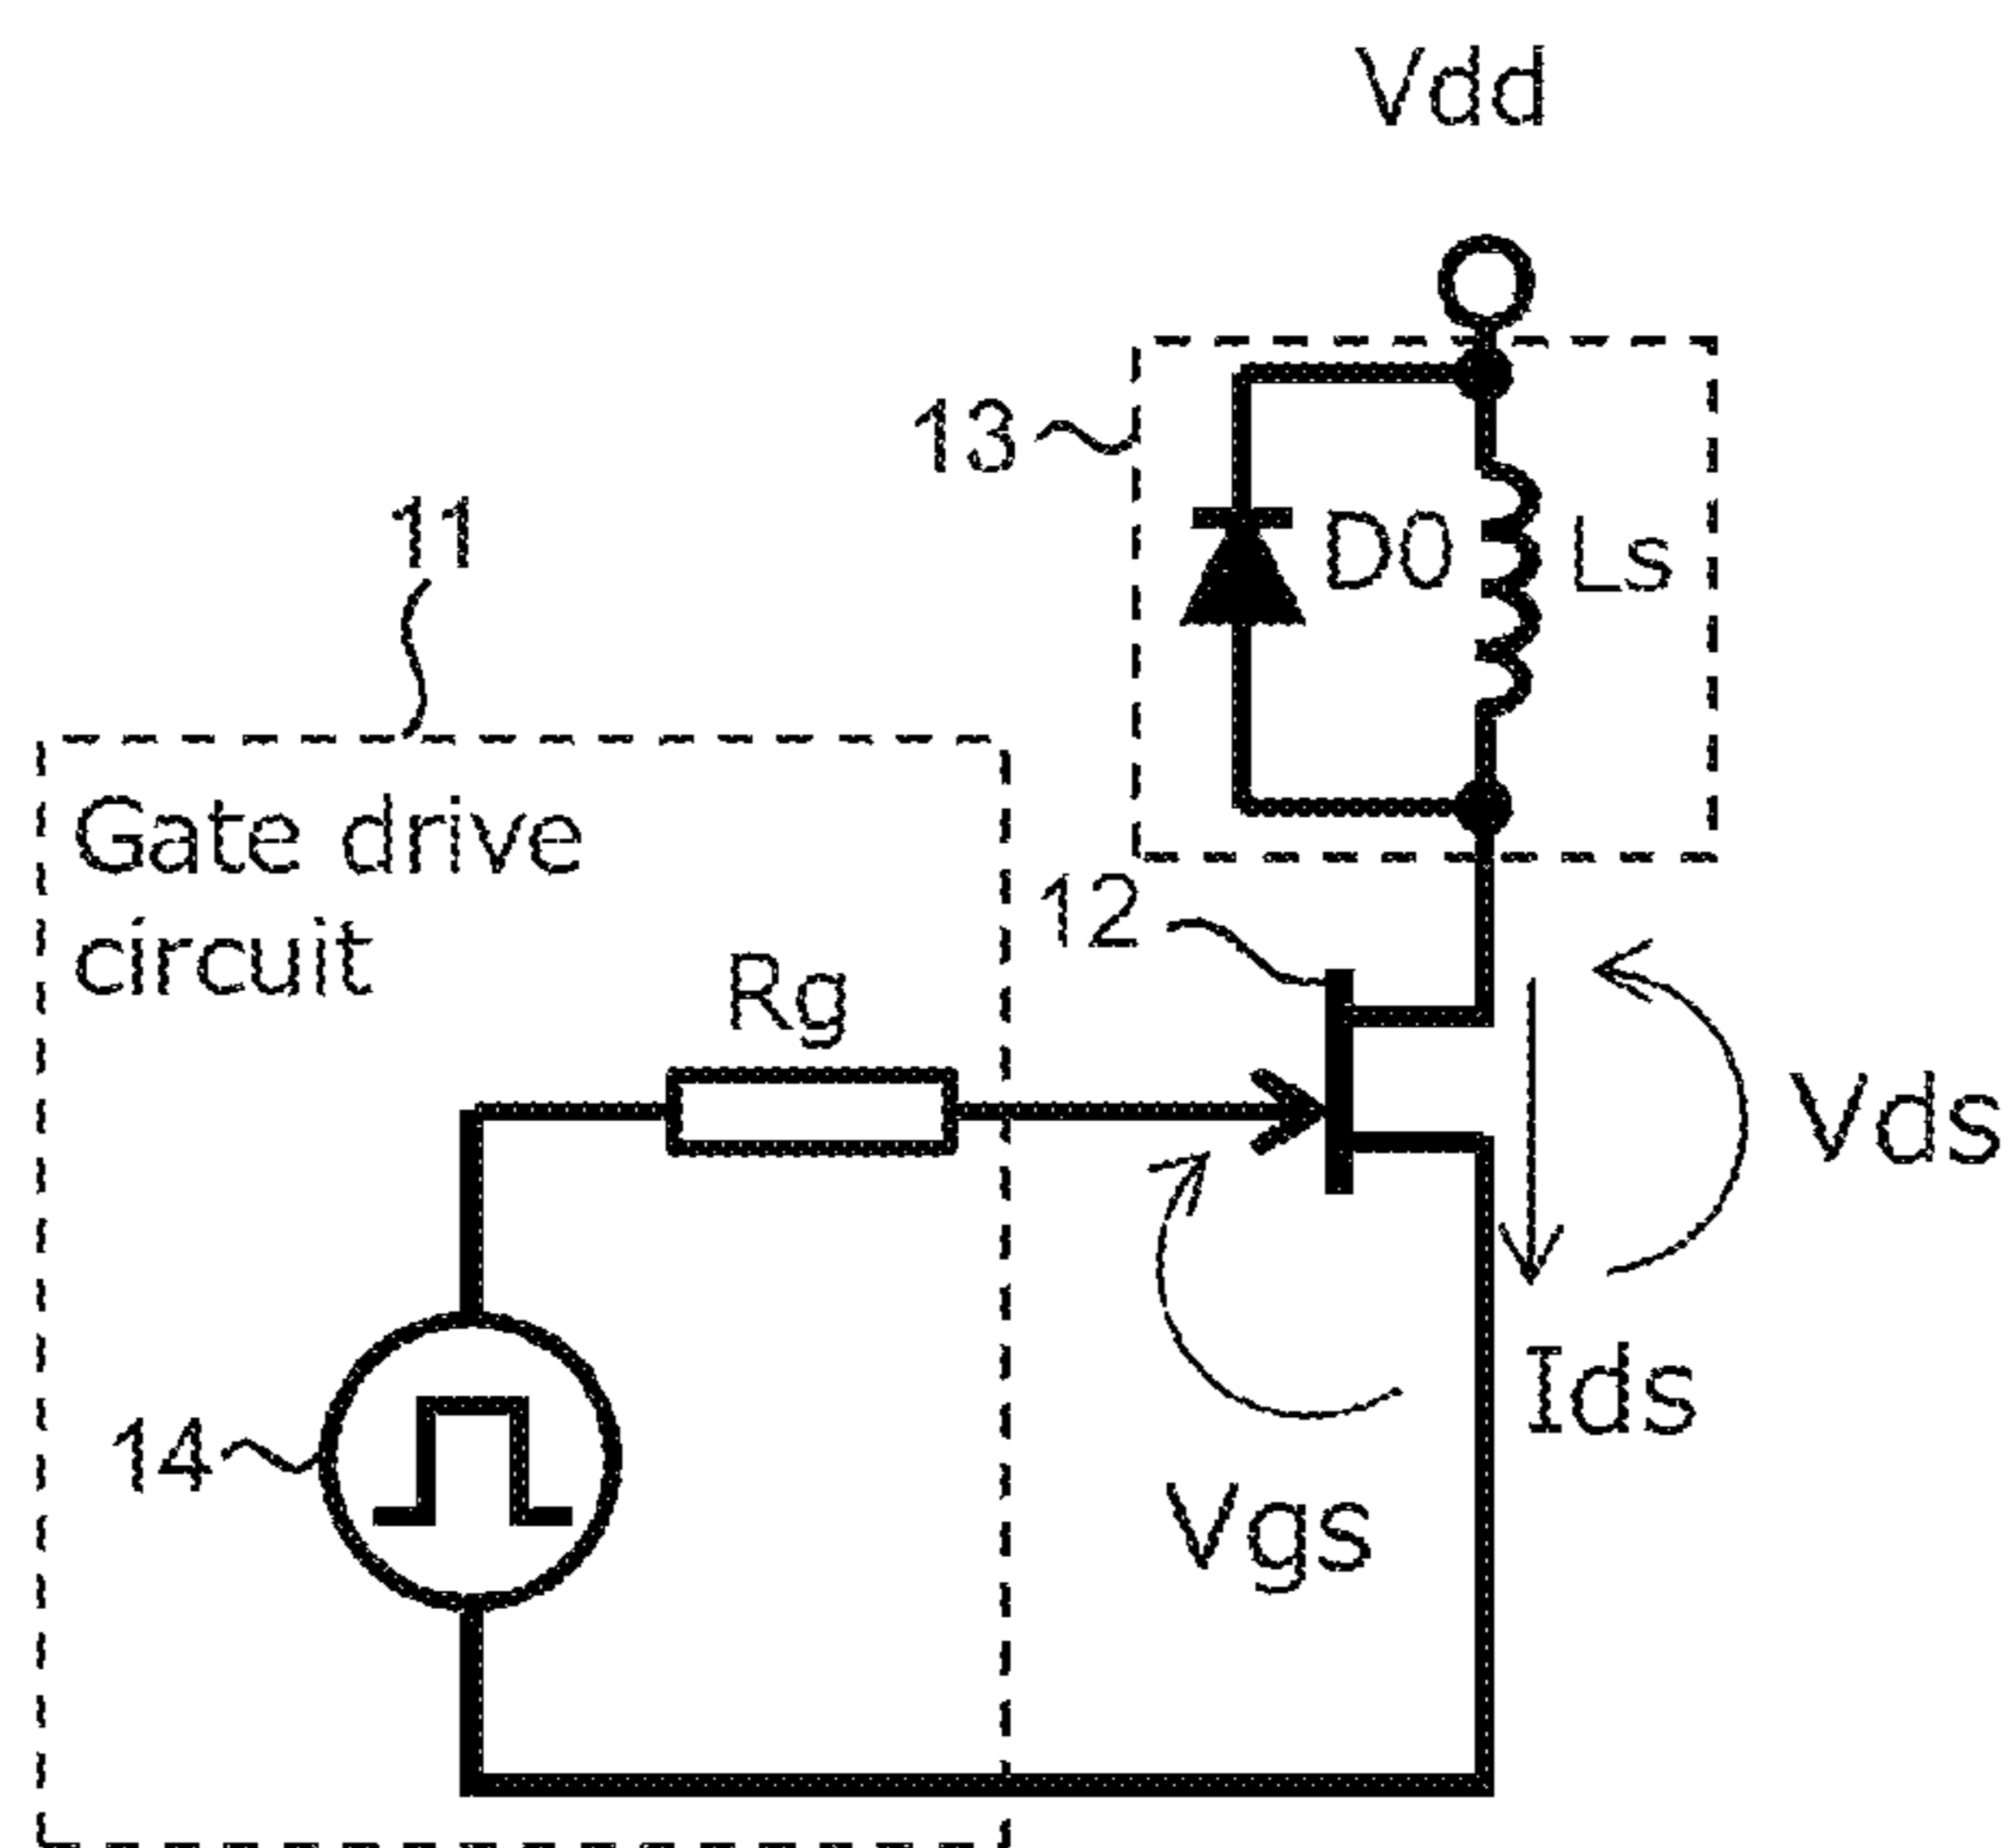 Vdd
13
11
D0
Ls
Gate drive
circuit
12
Rg
Vds
Ids
14
Vgs